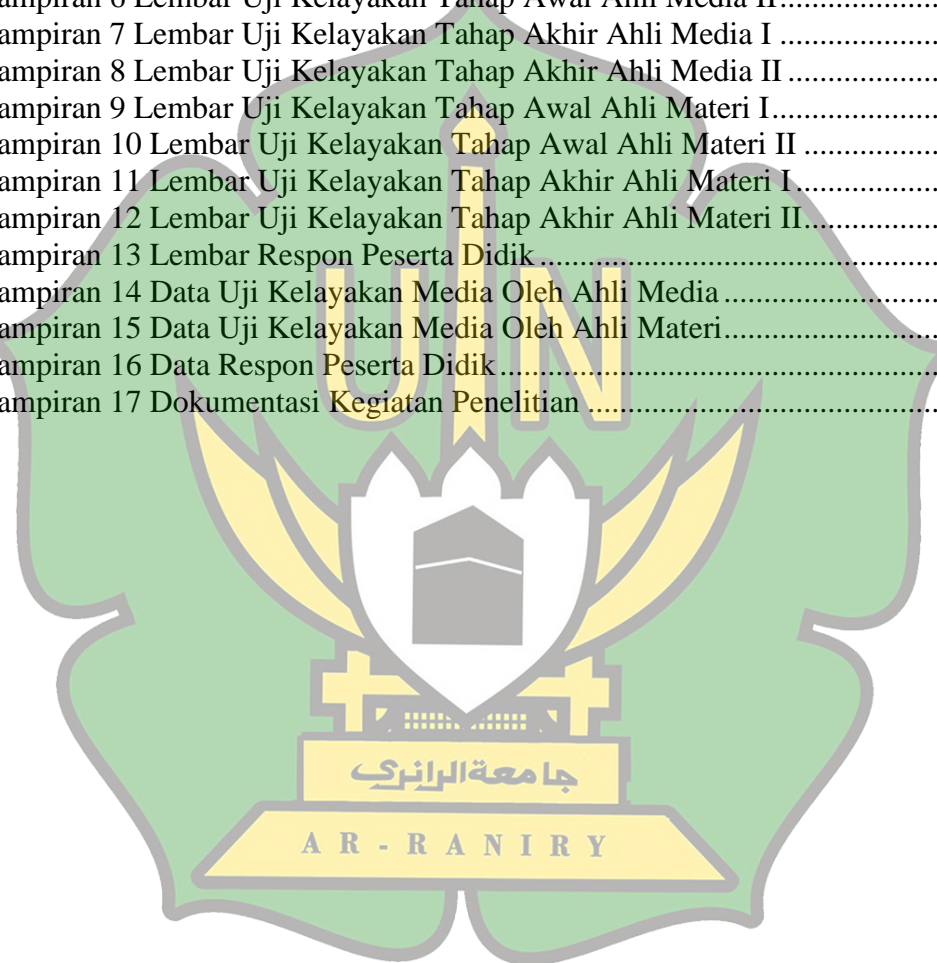 ampiran 6 Lembar Uji Kelayakan Tahap Awal Ahli Media II....................
ampiran 7 Lembar Uji Kelayakan Tahap Akhir Ahli Media I ....................
ampiran 8 Lembar Uji Kelayakan Tahap Akhir Ahli Media II ...................
ampiran 9 Lembar Uji Kelayakan Tahap Awal Ahli Materi I.....................
ampiran 10 Lembar Uji Kelayakan Tahap Awal Ahli Materi II .................
ampiran 11 Lembar Uji Kelayakan Tahap Akhir Ahli Materi I..................
ampiran 12 Lembar Uji Kelayakan Tahap Akhir Ahli Materi II.................
ampiran 13 Lembar Respon Peserta Didik..................................................
ampiran 14 Data Uji Kelayakan Media Oleh Ahli Media ..........................
ampiran 15 Data Uji Kelayakan Media Oleh Ahli Materi..........................
ampiran 16 Data Respon Peserta Didik......................................................
ampiran 17 Dokumentasi Kegiatan Penelitian ...........................................
UIN
جامعة الرانري
AR-RANIRY